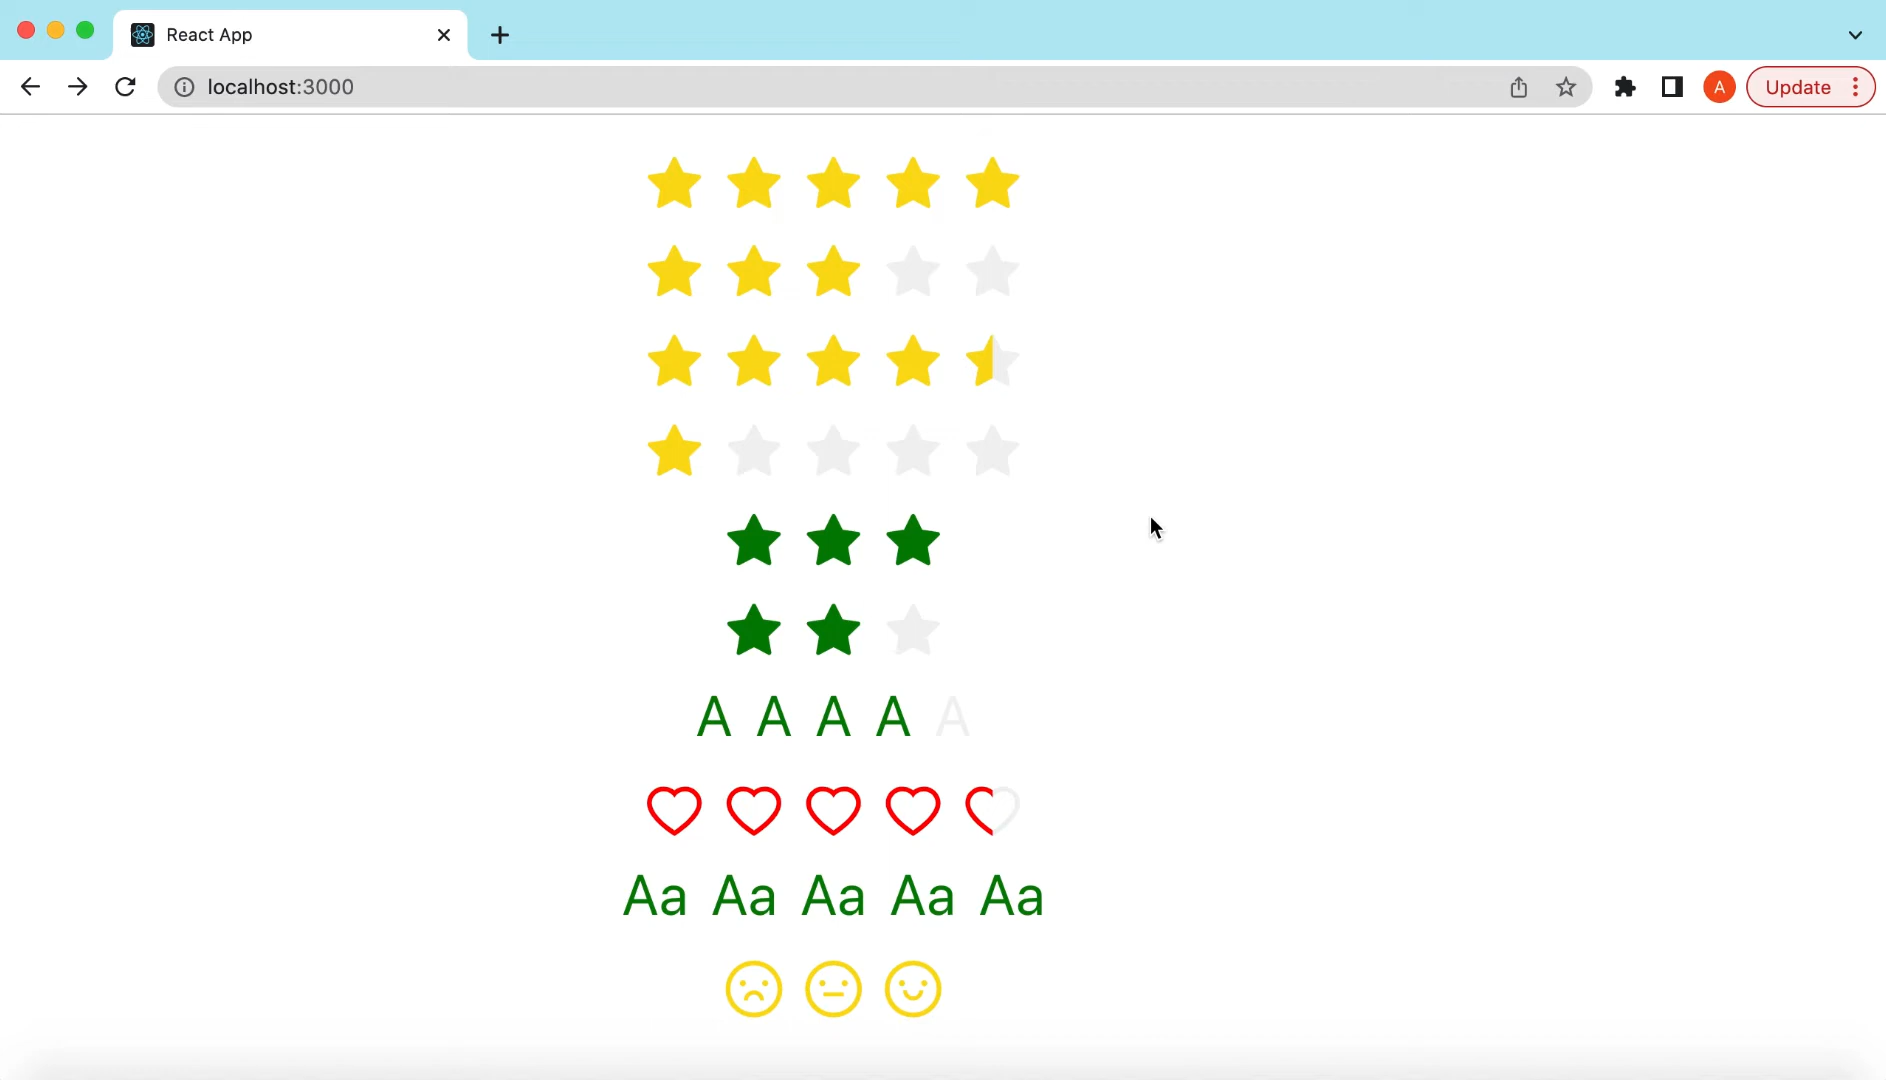 React App
localhost:3000
A
Update
A A A A A
Aa Aa Aa Aa Aa